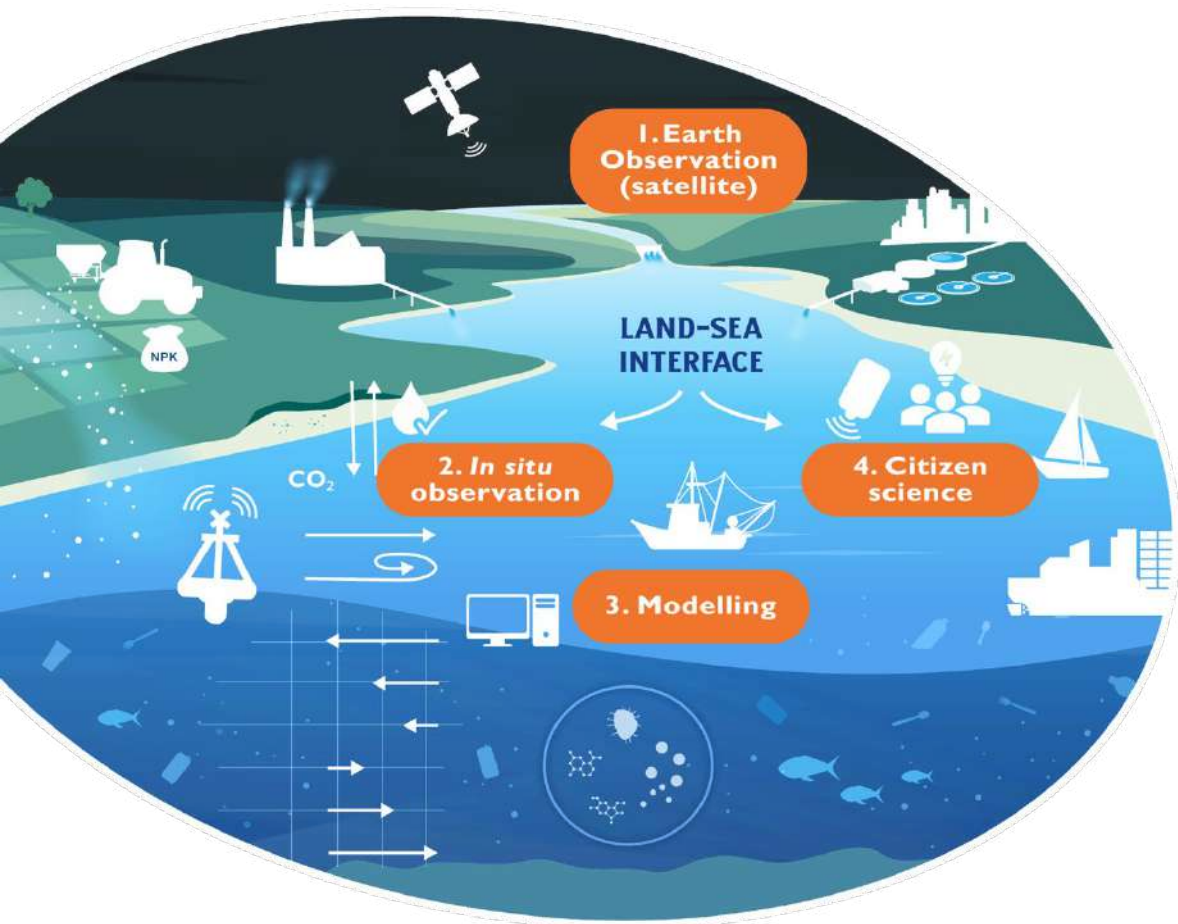 1. Earth
Observation
(satellite)
NPK
LAND-SEA
INTERFACE
CO₂
2. In situ
observation
4. Citizen
science
3. Modelling